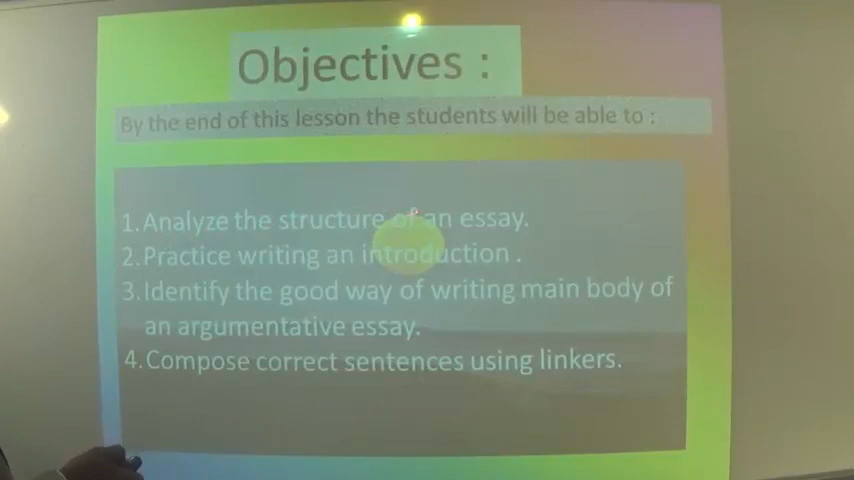 Objectives :
By the end of this lesson the students will be able to :
1.Analyze the structure of an essay.
2.Practice writing an introduction .
3.Identify the good way of writing main body of
an argumentative essay.
4.Compose correct sentences using linkers.